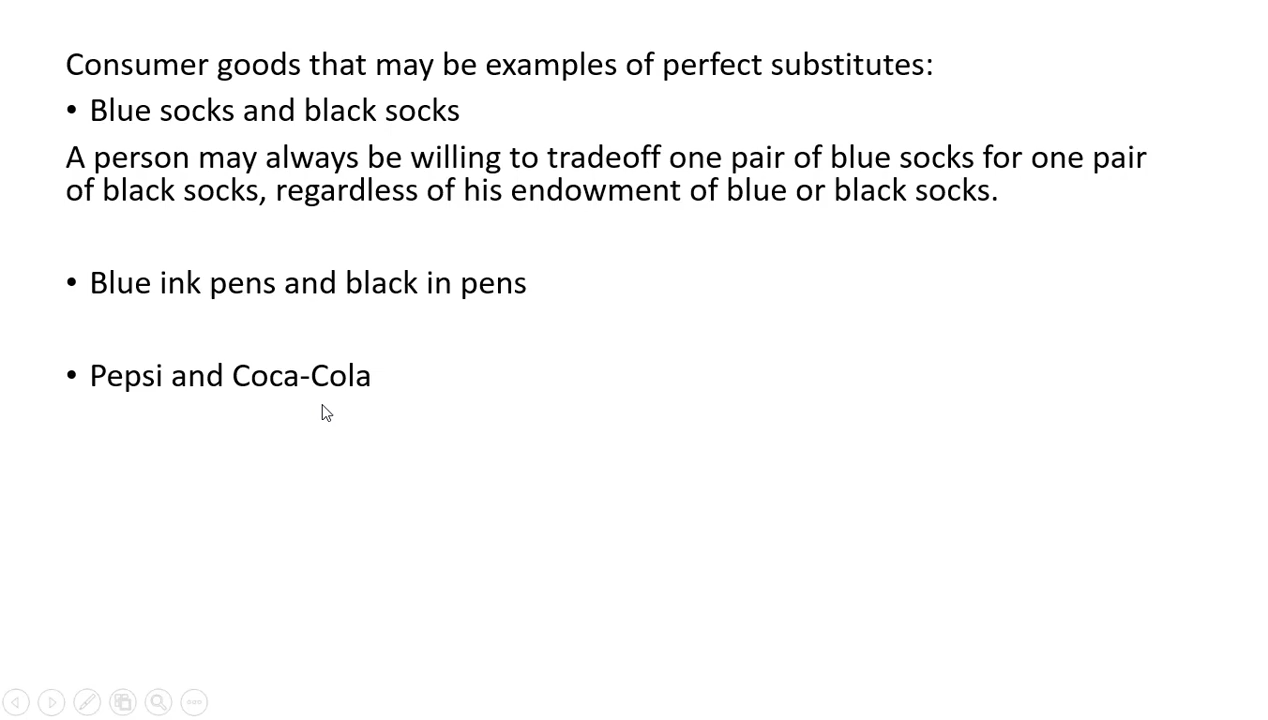 Consumer goods that may be examples of perfect substitutes:
• Blue socks and black socks
A person may always be willing to tradeoff one pair of blue socks for one pair
of black socks, regardless of his endowment of blue or black socks.
• Blue ink pens and black in pens
• Pepsi and Coca-Cola